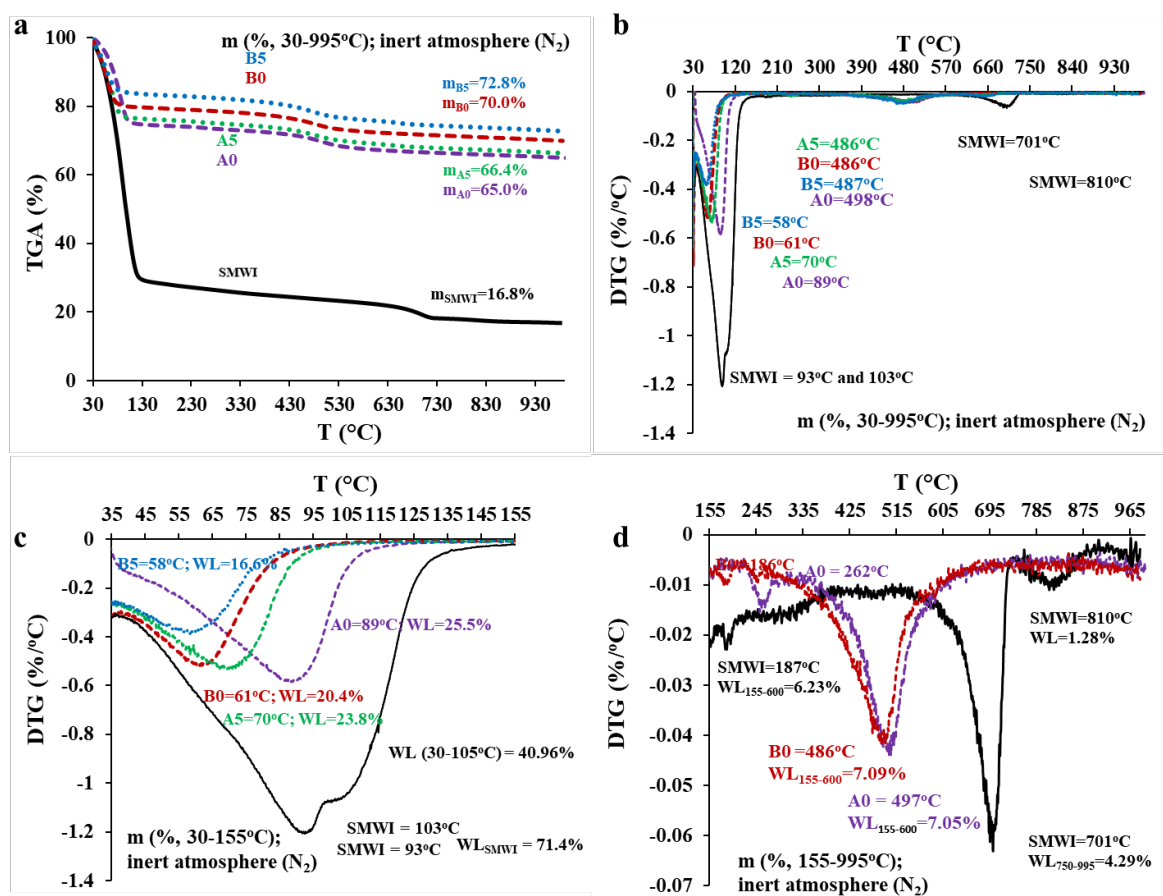 a
m (%, 30-995°C); inert atmosphere (N₂)
B5
B0
m_B5=72.8%
m_B0=70.0%
A5
A0
m_A5=66.4%
m_A0=65.0%
SMWI
m_SMWI=16.8%
TGA (%)
100
80
60
40
20
0
30 130 230 330 430 530 630 730 830 930
T (°C)
b
T (°C)
30 120 210 300 390 480 570 660 750 840 930
DTG (%/°C)
0
-0.2
-0.4
-0.6
-0.8
-1
-1.2
-1.4
A5=486°C
B0=486°C
B5=487°C
A0=498°C
SMWI=701°C
SMWI=810°C
B5=58°C
B0=61°C
A5=70°C
A0=89°C
SMWI = 93°C and 103°C
m (%, 30-995°C); inert atmosphere (N₂)
T (°C)
35 45 55 65 75 85 95 105 115 125 135 145 155
c
DTG (%/°C)
0
-0.2
-0.4
-0.6
-0.8
-1
-1.2
-1.4
B5=58°C; WL=16.6%
A0=89°C; WL=25.5%
B0=61°C; WL=20.4%
A5=70°C; WL=23.8%
WL (30-105°C) = 40.96%
SMWI = 103°C
SMWI = 93°C
WL_SMWI = 71.4%
m (%, 30-155°C);
inert atmosphere (N₂)
T (°C)
155 245 335 425 515 605 695 785 875 965
d
DTG (%/°C)
0
-0.01
-0.02
-0.03
-0.04
-0.05
-0.06
-0.07
B0=186°C
A0 = 262°C
SMWI=187°C
WL₁₅₅₋₆₀₀=6.23%
SMWI=810°C
WL=1.28%
B0 = 486°C
WL₁₅₅₋₆₀₀=7.09%
A0 = 497°C
WL₁₅₅₋₆₀₀=7.05%
SMWI=701°C
WL₇₅₀₋₉₉₅=4.29%
m (%, 155-995°C);
inert atmosphere (N₂)